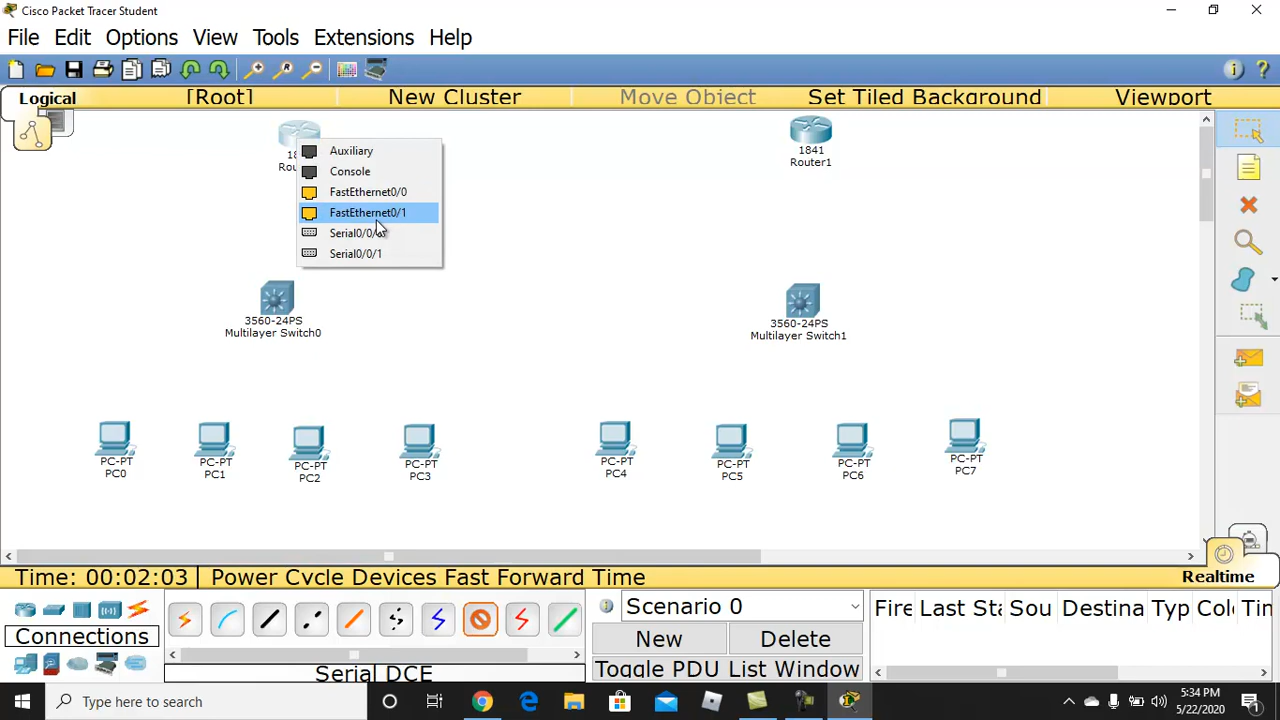 Cisco Packet Tracer Student
File Edit Options View Tools Extensions Help
Logical [Root] New Cluster Move Object Set Tiled Background Viewport
Auxiliary
Console
FastEthernet0/0
FastEthernet0/1
Serial0/0/
Serial0/0/1
1841
Router1
3560-24PS
Multilayer Switch0
3560-24PS
Multilayer Switch1
PC-PT
PC0
PC-PT
PC1
PC-PT
PC2
PC-PT
PC3
PC-PT
PC4
PC-PT
PC5
PC-PT
PC6
PC-PT
PC7
Time: 00:02:03 Power Cycle Devices Fast Forward Time
Realtime
Connections
Serial DCE
Scenario 0
New Delete
Toggle PDU List Window
Fire Last Sta Sou Destina Typ Col Tin
Type here to search
5:34 PM
5/22/2020